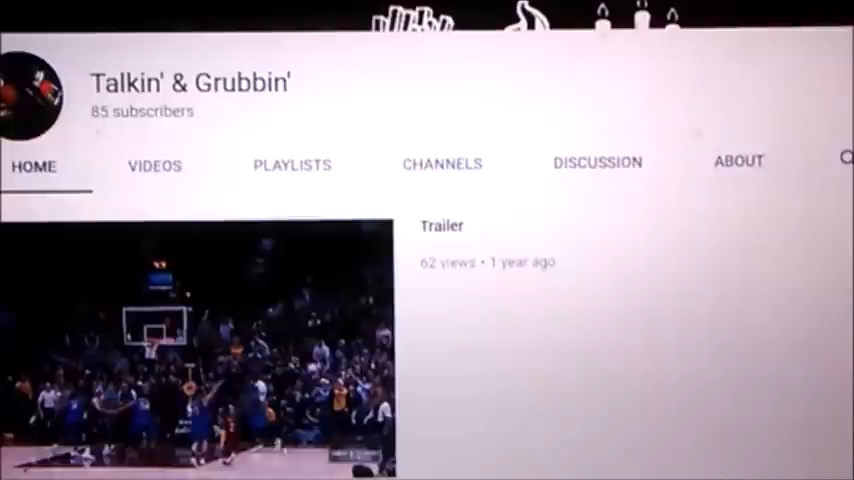 Talkin' & Grubbin'
85 subscribers
HOME VIDEOS PLAYLISTS CHANNELS DISCUSSION ABOUT
Trailer
62 views • 1 year ago